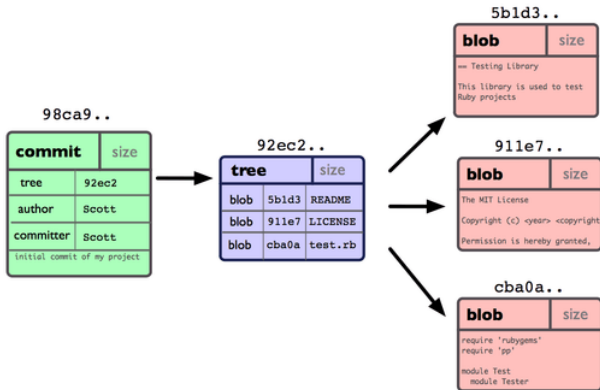 98ca9..
commit size
tree 92ec2
author Scott
committer Scott
initial commit of my project
92ec2..
tree size
blob 5b1d3 README
blob 911e7 LICENSE
blob cba0a test.rb
5b1d3..
blob size
== Testing Library
This library is used to test
Ruby projects
911e7..
blob size
The MIT License
Copyright (c) <year> <copyright
Permission is hereby granted,
cba0a..
blob size
require 'rubygems'
require 'pp'
module Test
module Tester